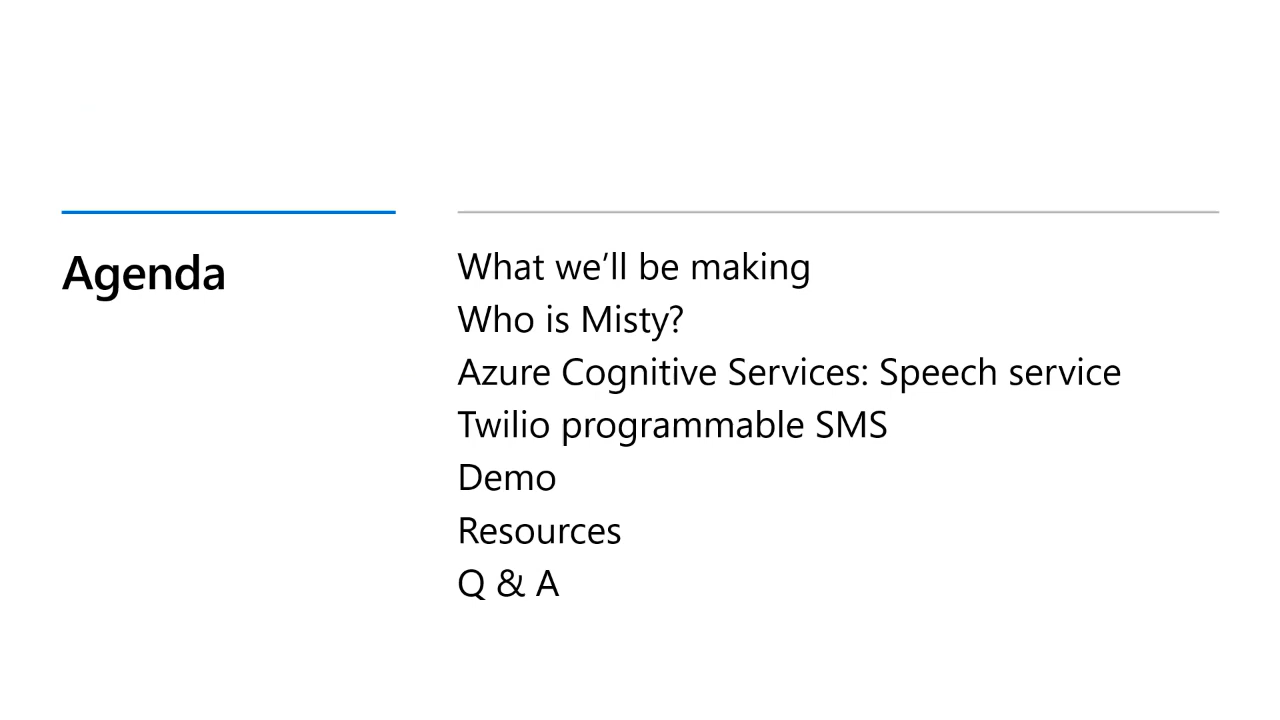 Agenda
What we’ll be making
Who is Misty?
Azure Cognitive Services: Speech service
Twilio programmable SMS
Demo
Resources
Q & A